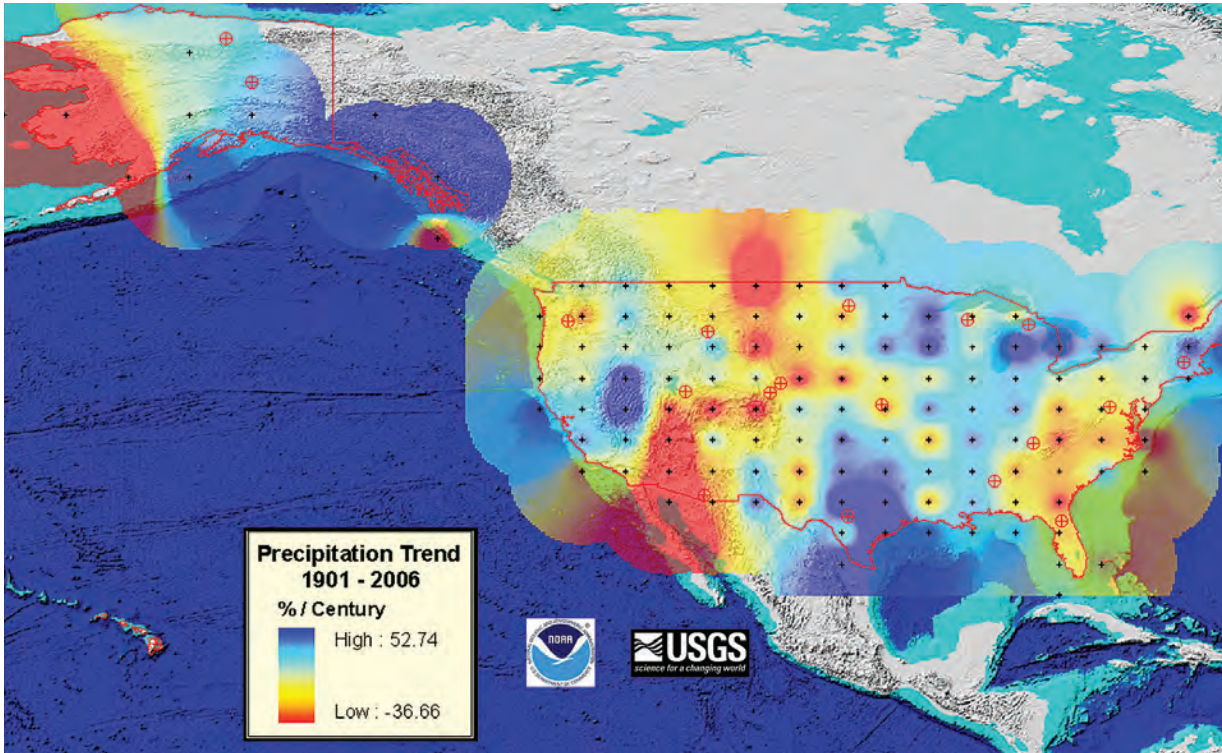 Precipitation Trend
1901 - 2006
% / Century
High : 52.74
Low : -36.66
NOAA
USGS
science for a changing world